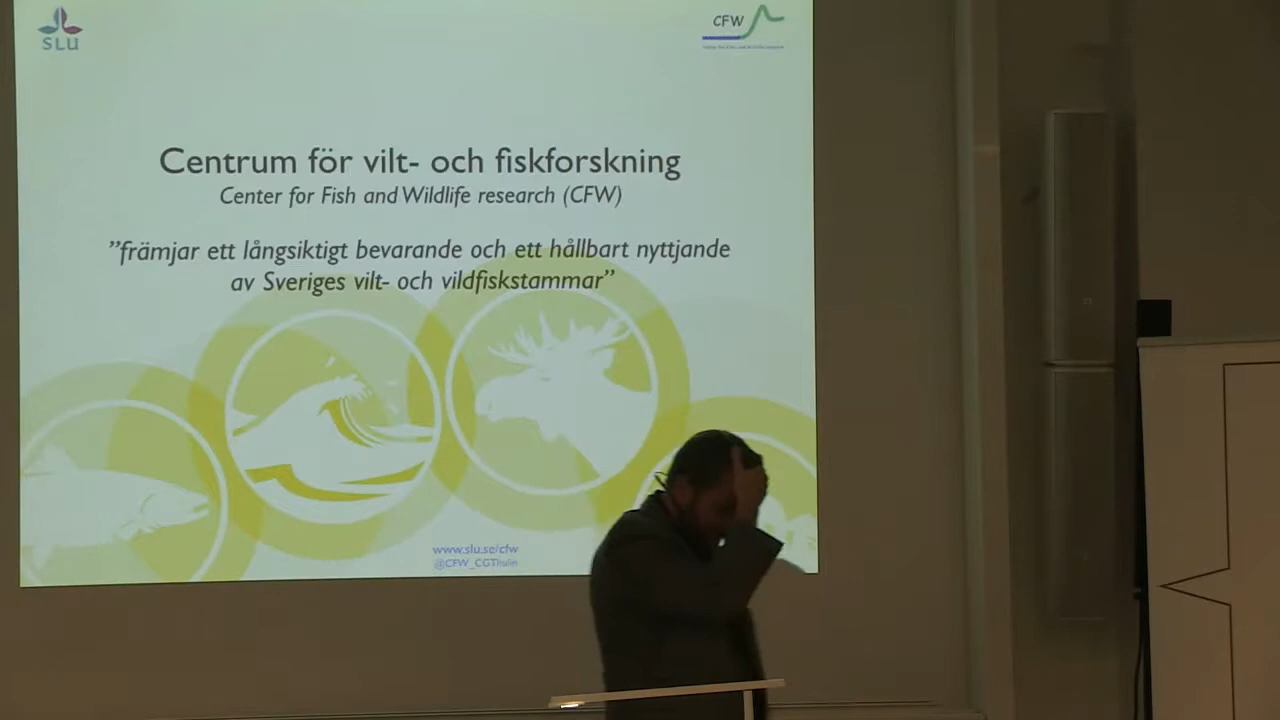 SLU
CFW
Centrum för vilt- och fiskforskning
Center for Fish and Wildlife research (CFW)
”främjar ett långsiktigt bevarande och ett hållbart nyttjande
av Sveriges vilt- och vildfiskstammar”
www.slu.se/cfw
@CFW_CGThulin